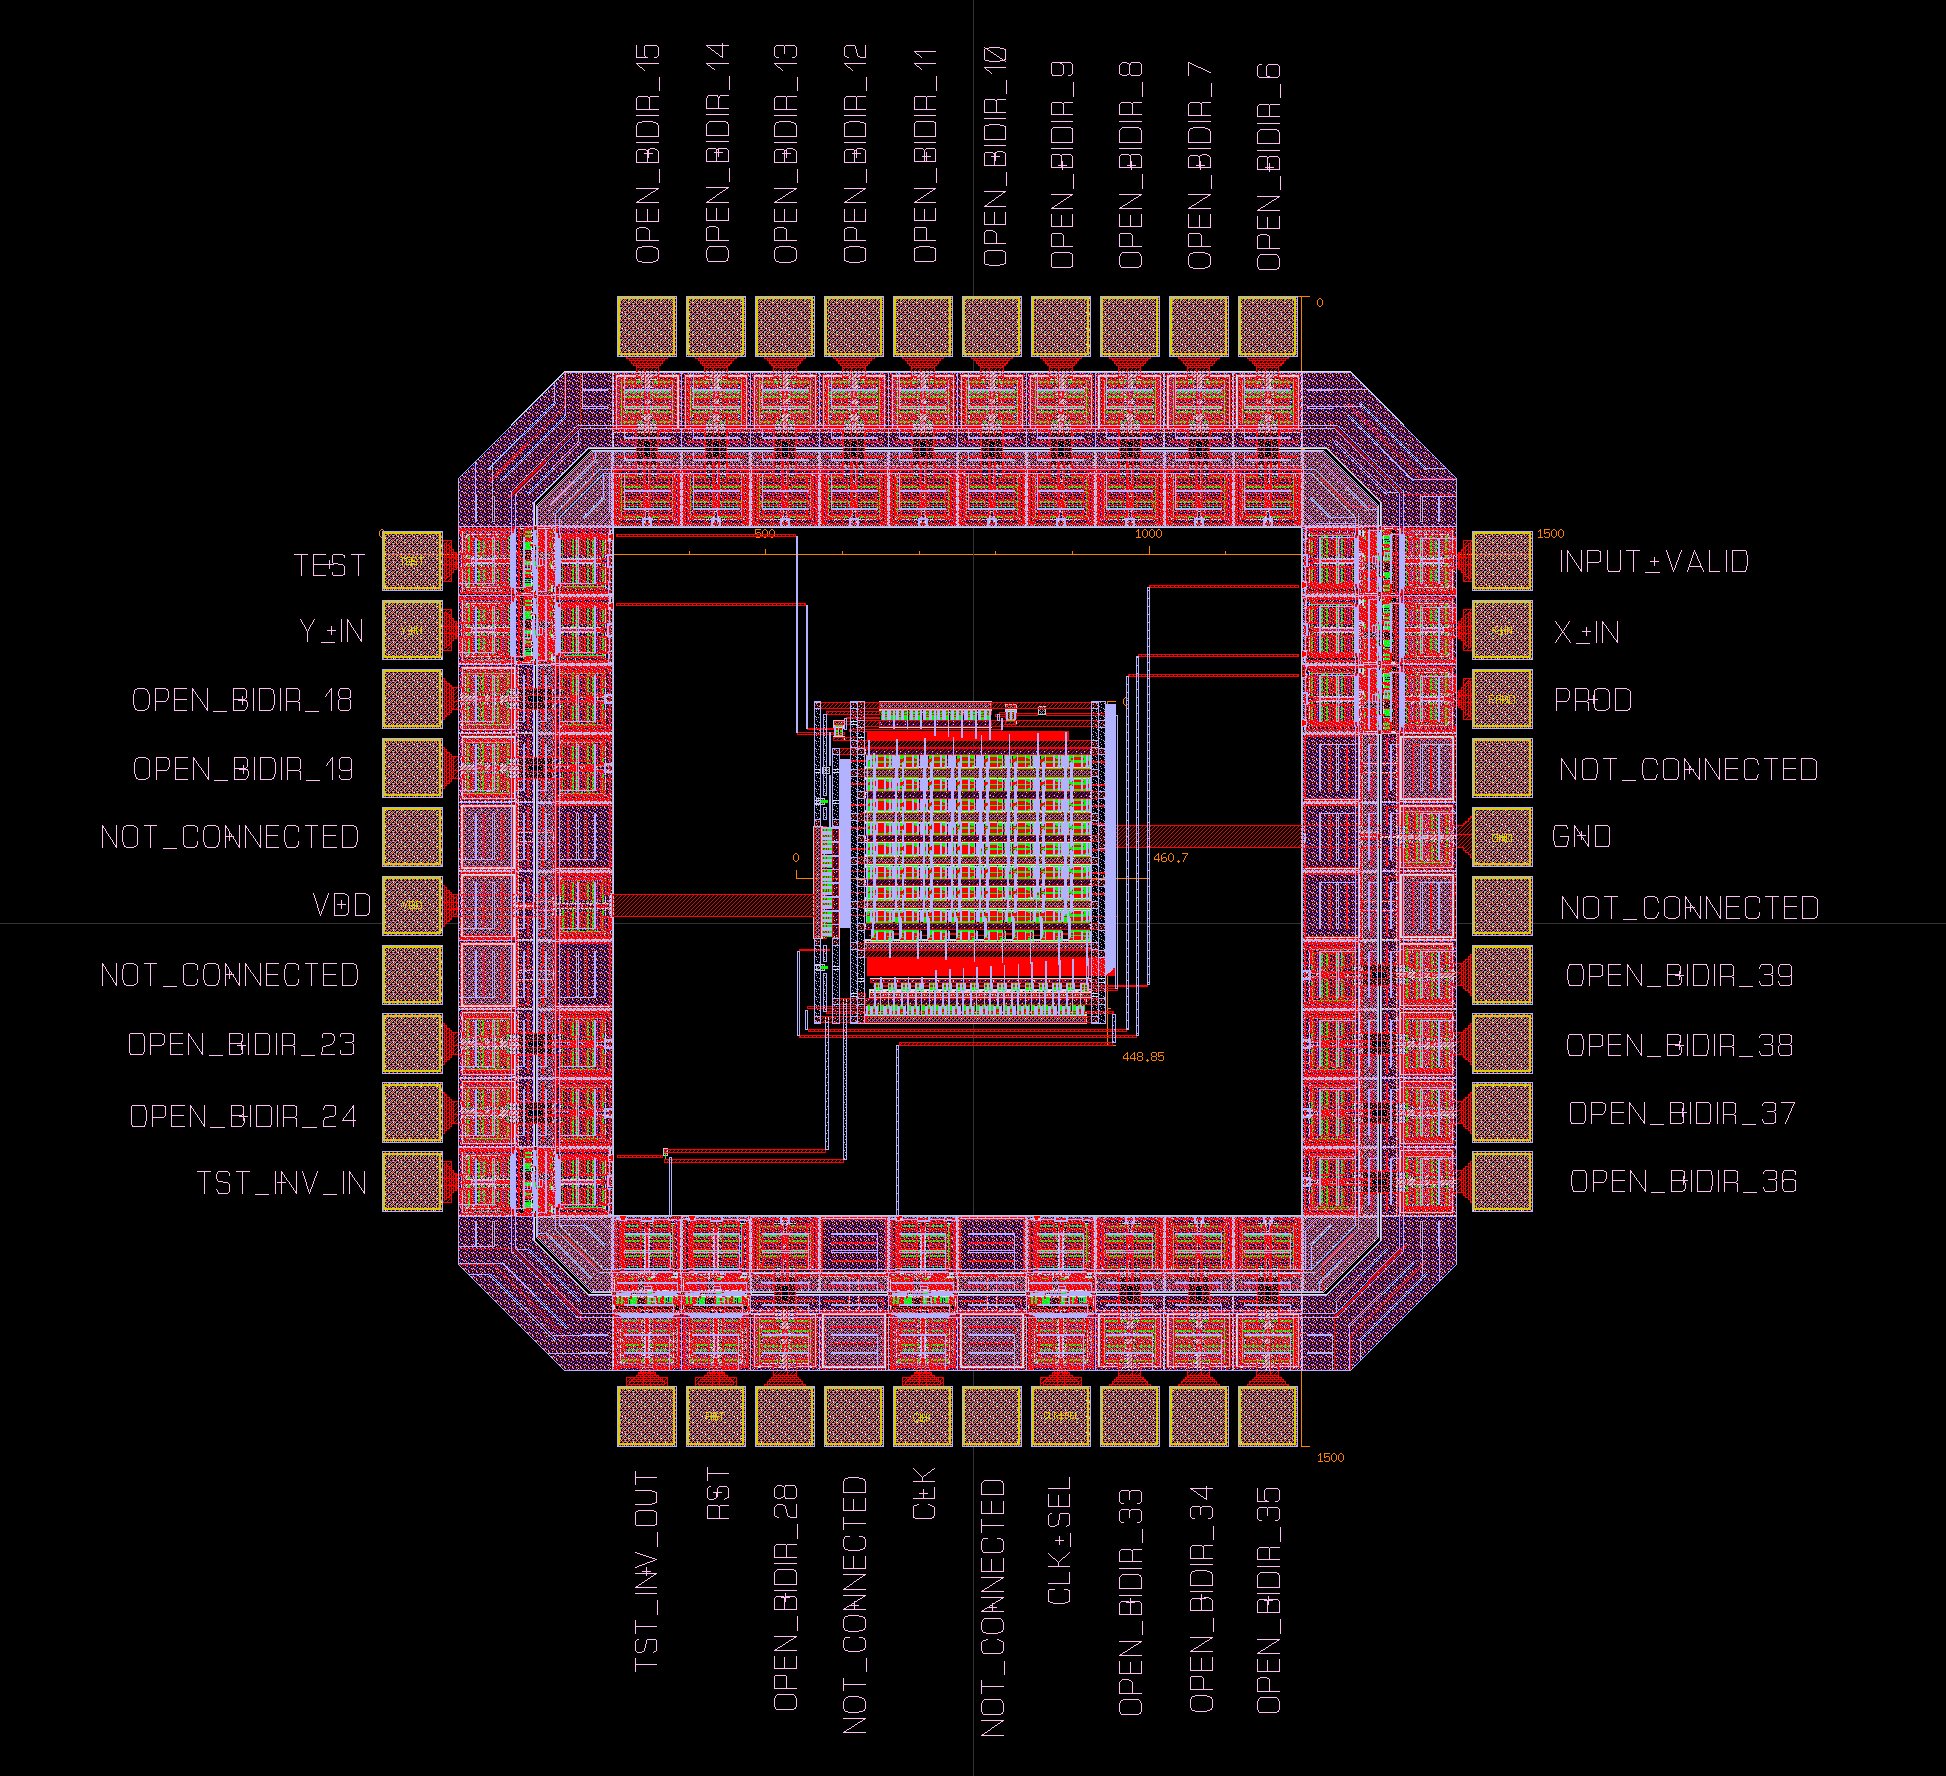 OPEN_BIDIR_15
OPEN_BIDIR_14
OPEN_BIDIR_13
OPEN_BIDIR_12
OPEN_BIDIR_11
OPEN_BIDIR_10
OPEN_BIDIR_9
OPEN_BIDIR_8
OPEN_BIDIR_7
OPEN_BIDIR_6
0
0
500
1000
1500
TEST
INPUT_VALID
Y_IN
X_IN
OPEN_BIDIR_18
PROD
OPEN_BIDIR_19
NOT_CONNECTED
NOT_CONNECTED
GND
0
460.7
VDD
NOT_CONNECTED
NOT_CONNECTED
OPEN_BIDIR_39
OPEN_BIDIR_23
OPEN_BIDIR_38
448.85
OPEN_BIDIR_24
OPEN_BIDIR_37
TST_INV_IN
OPEN_BIDIR_36
1500
TST_INV_OUT
RST
OPEN_BIDIR_28
NOT_CONNECTED
CLK
NOT_CONNECTED
CLK_SEL
OPEN_BIDIR_33
OPEN_BIDIR_34
OPEN_BIDIR_35